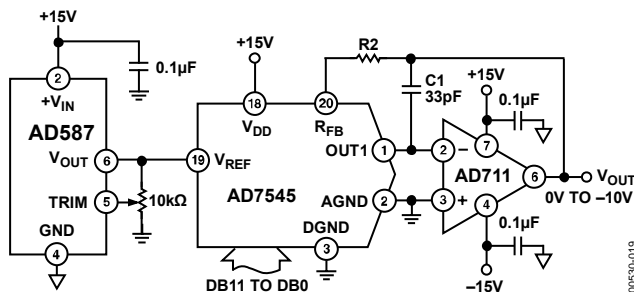 +15V
2
+VIN
0.1µF
AD587
VOUT
6
TRIM
5
10kΩ
GND
4
+15V
18
VDD
20
RFB
R2
C1
33pF
19
VREF
AD7545
OUT1
1
AGND
2
DGND
3
DB11 TO DB0
+15V
0.1µF
7
2
–
AD711
6
3
+
4
VOUT
0V TO –10V
0.1µF
–15V
00530-019